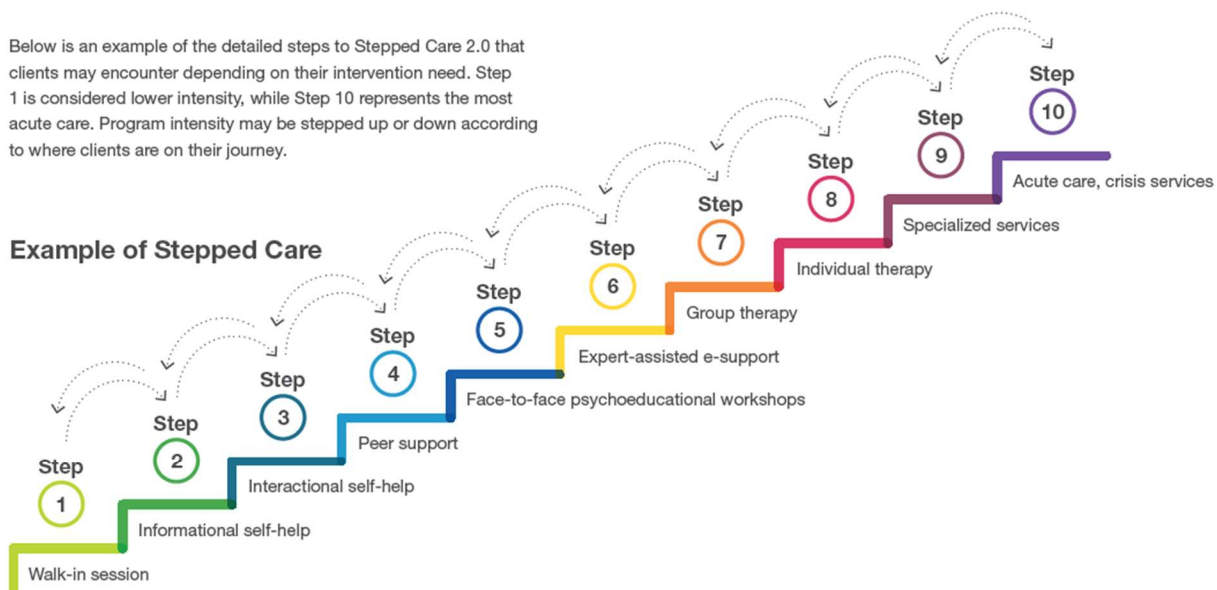 Below is an example of the detailed steps to Stepped Care 2.0 that
clients may encounter depending on their intervention need. Step
1 is considered lower intensity, while Step 10 represents the most
acute care. Program intensity may be stepped up or down according
to where clients are on their journey.
Example of Stepped Care
Step
1
Walk-in session
Step
2
Informational self-help
Step
3
Interactional self-help
Step
4
Peer support
Step
5
Face-to-face psychoeducational workshops
Step
6
Expert-assisted e-support
Step
7
Group therapy
Step
8
Individual therapy
Step
9
Specialized services
Step
10
Acute care, crisis services